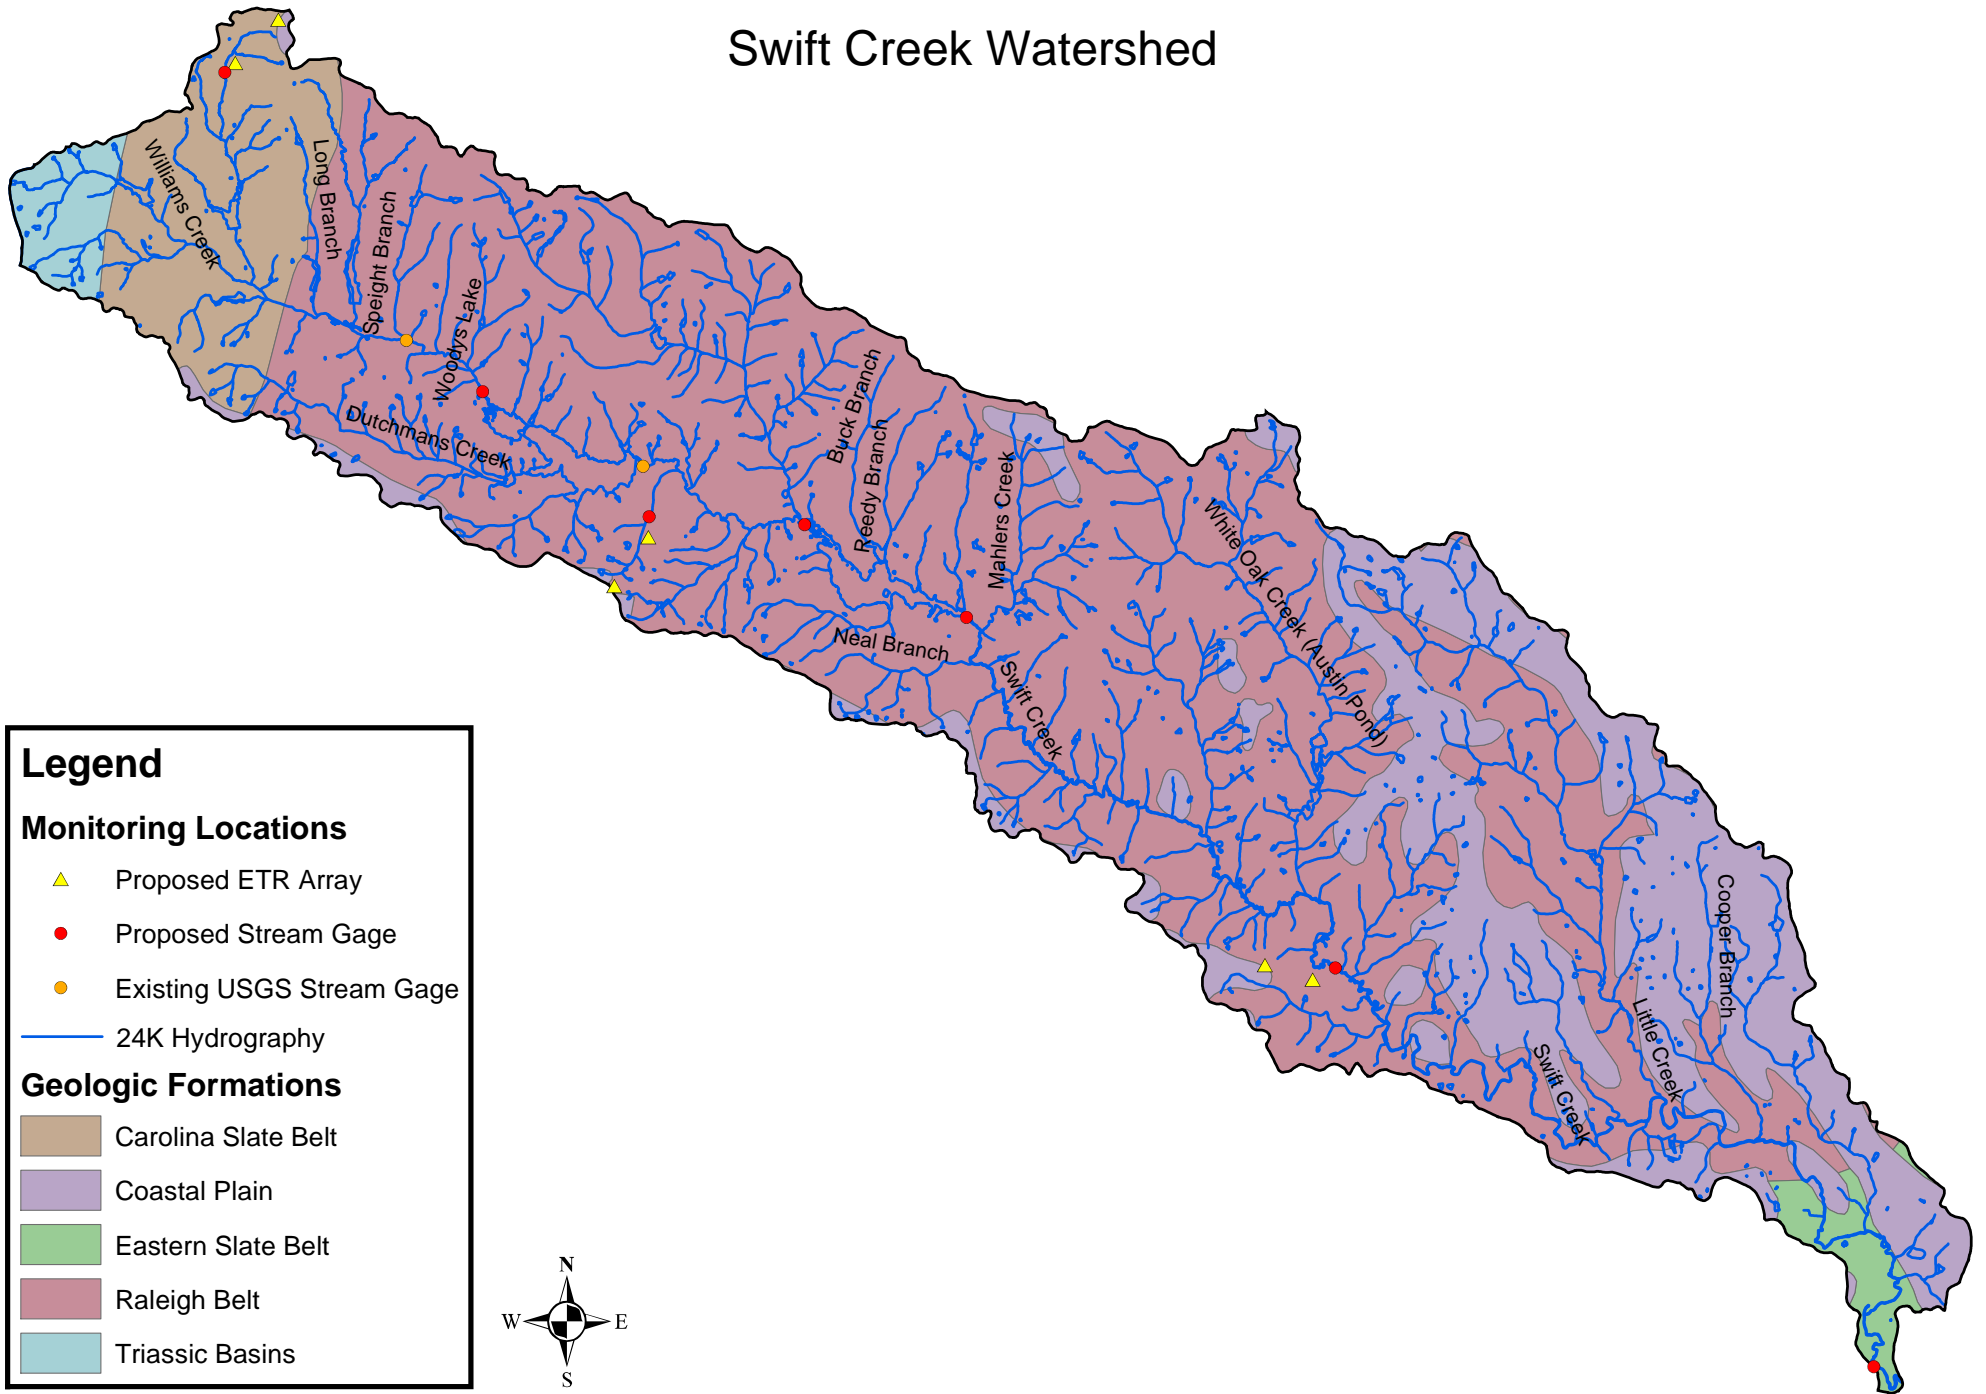 Swift Creek Watershed
Williams Creek
Long Branch
Speight Branch
Woodys Lake
Dutchmans Creek
Buck Branch
Reedy Branch
Mahlers Creek
White Oak Creek (Austin Pond)
Neal Branch
Swift Creek
Cooper Branch
Little Creek
Swift Creek
Legend
Monitoring Locations
Proposed ETR Array
Proposed Stream Gage
Existing USGS Stream Gage
24K Hydrography
Geologic Formations
Carolina Slate Belt
Coastal Plain
Eastern Slate Belt
Raleigh Belt
Triassic Basins
N
W E
S